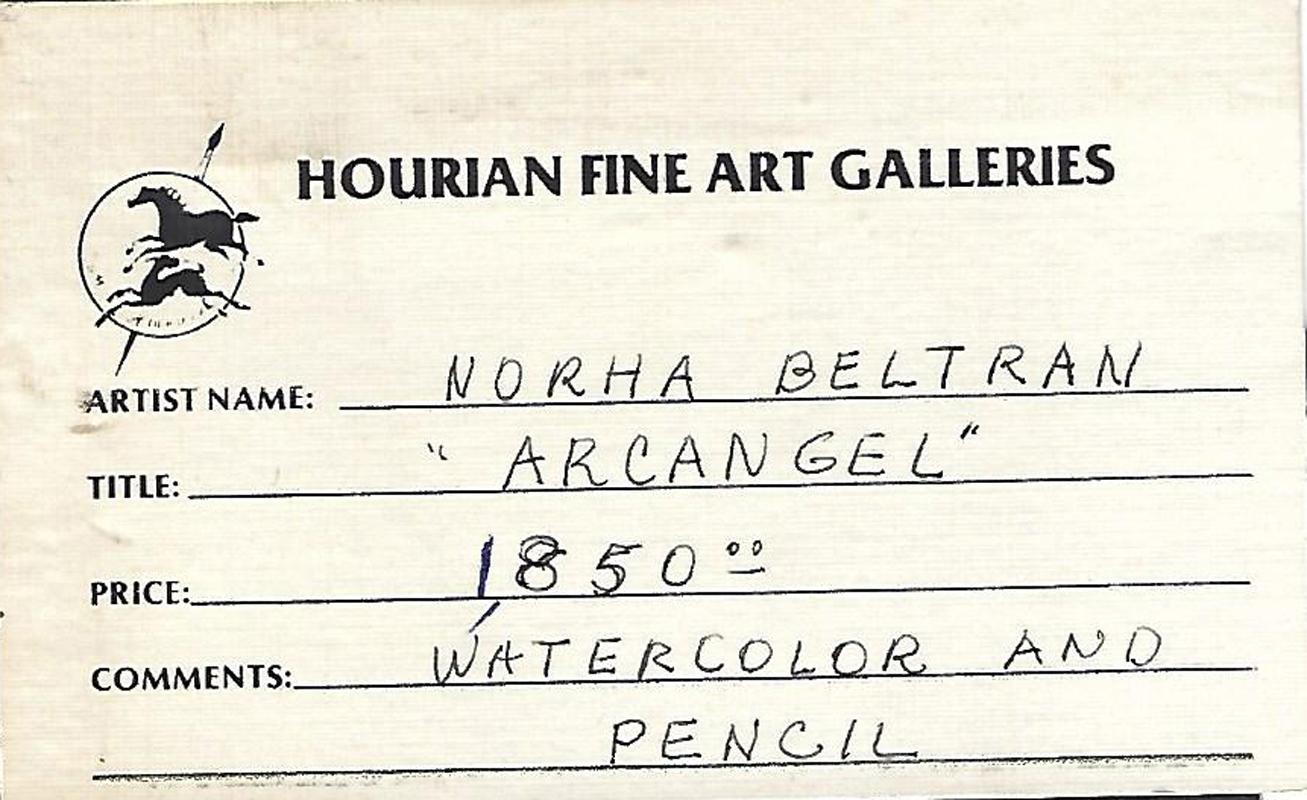 HOURIAN FINE ART GALLERIES
ARTIST NAME: NORHA BELTRAN
TITLE: "ARCANGEL"
PRICE: 1850 00
COMMENTS: WATERCOLOR AND
PENCIL